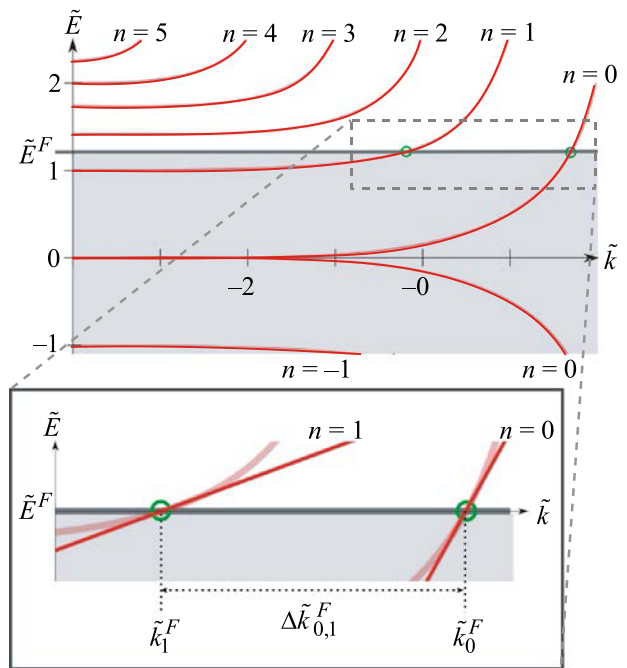 Ẽ
n = 5
n = 4
n = 3
n = 2
n = 1
n = 0
2
Ẽ^F
1
0
–2
–0
k̃
–1
n = –1
n = 0
Ẽ
n = 1
n = 0
Ẽ^F
k̃
Δk̃^F_{0,1}
k̃^F_1
k̃^F_0